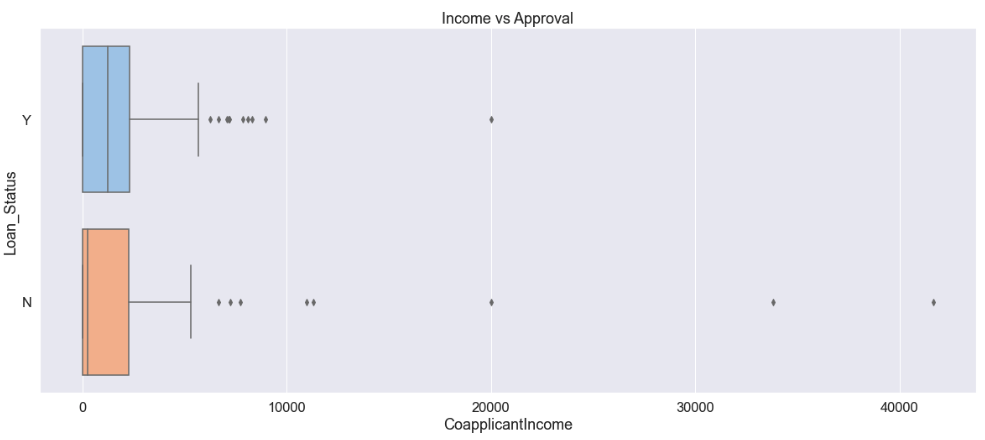 Income vs Approval
Loan_Status
Y
N
0 10000 20000 30000 40000
CoapplicantIncome